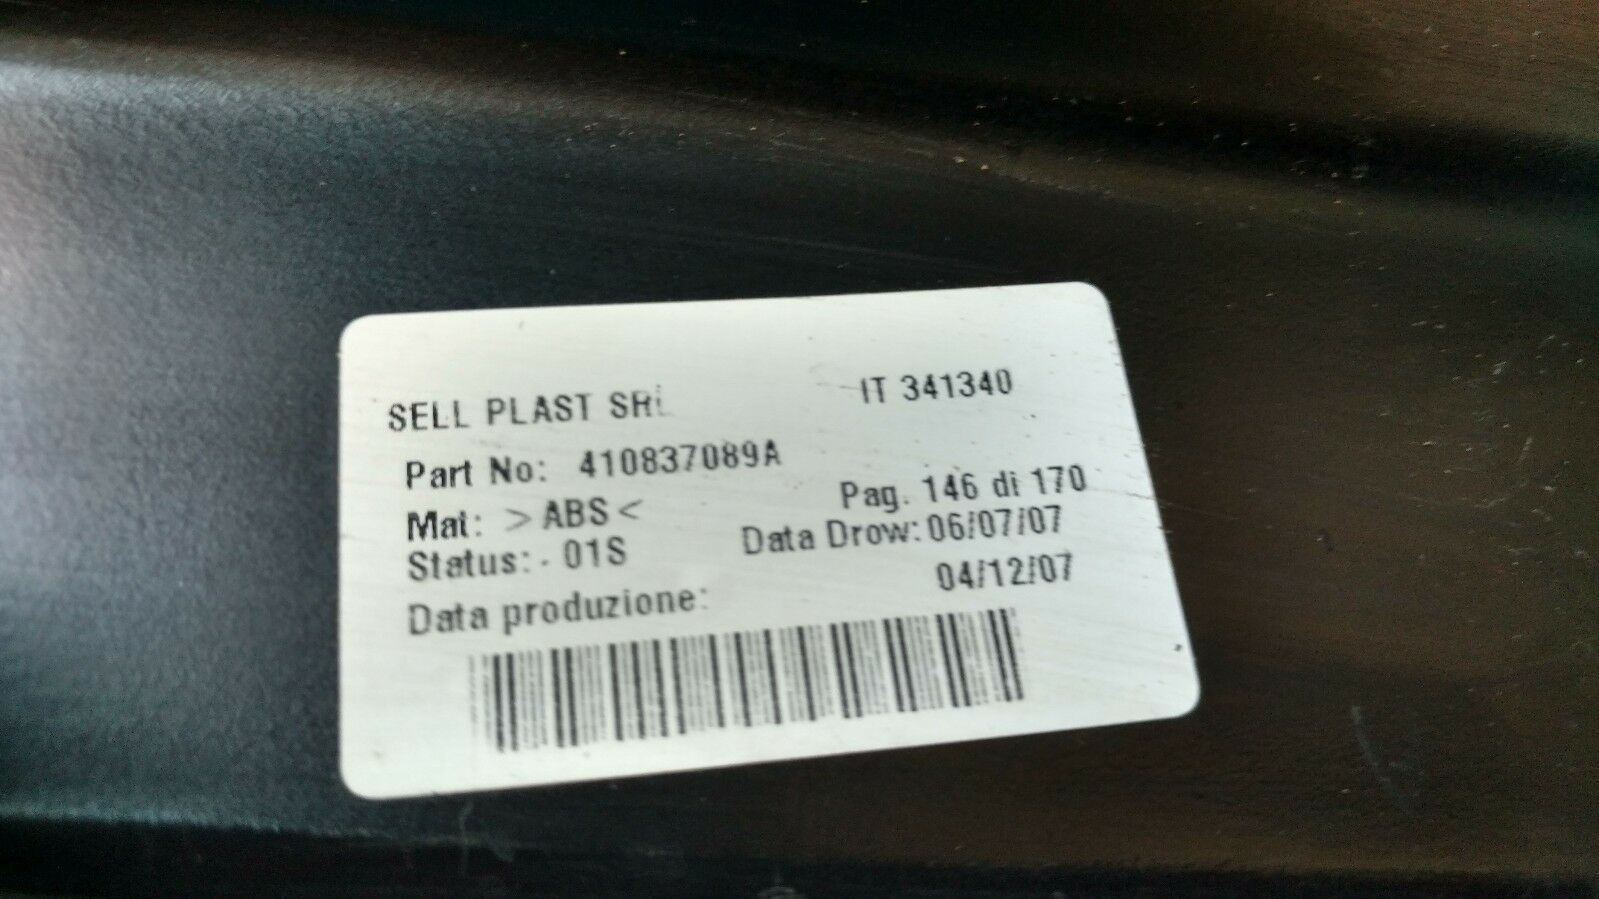 SELL PLAST SRL IT 341340
Part No: 410837089A
Pag. 146 di 170
Mat: >ABS<
Data Drow: 06/07/07
Status: - 01S
04/12/07
Data produzione: